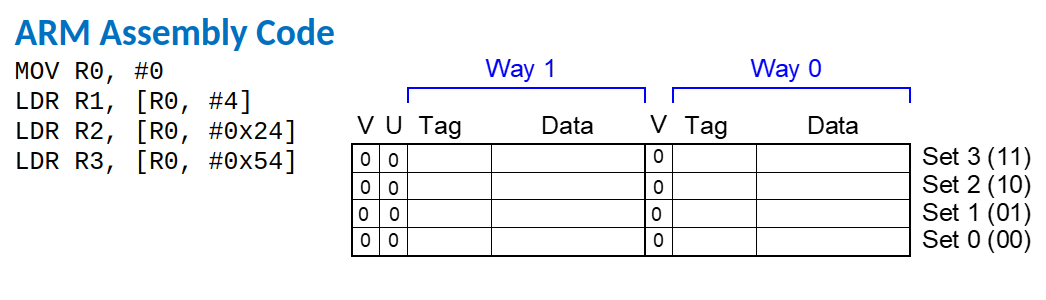 ARM Assembly Code
MOV R0, #0
LDR R1, [R0, #4]
LDR R2, [R0, #0x24]
LDR R3, [R0, #0x54]
Way 1 Way 0
V U Tag Data V Tag Data
0 0 0 Set 3 (11)
0 0 0 Set 2 (10)
0 0 0 Set 1 (01)
0 0 0 Set 0 (00)